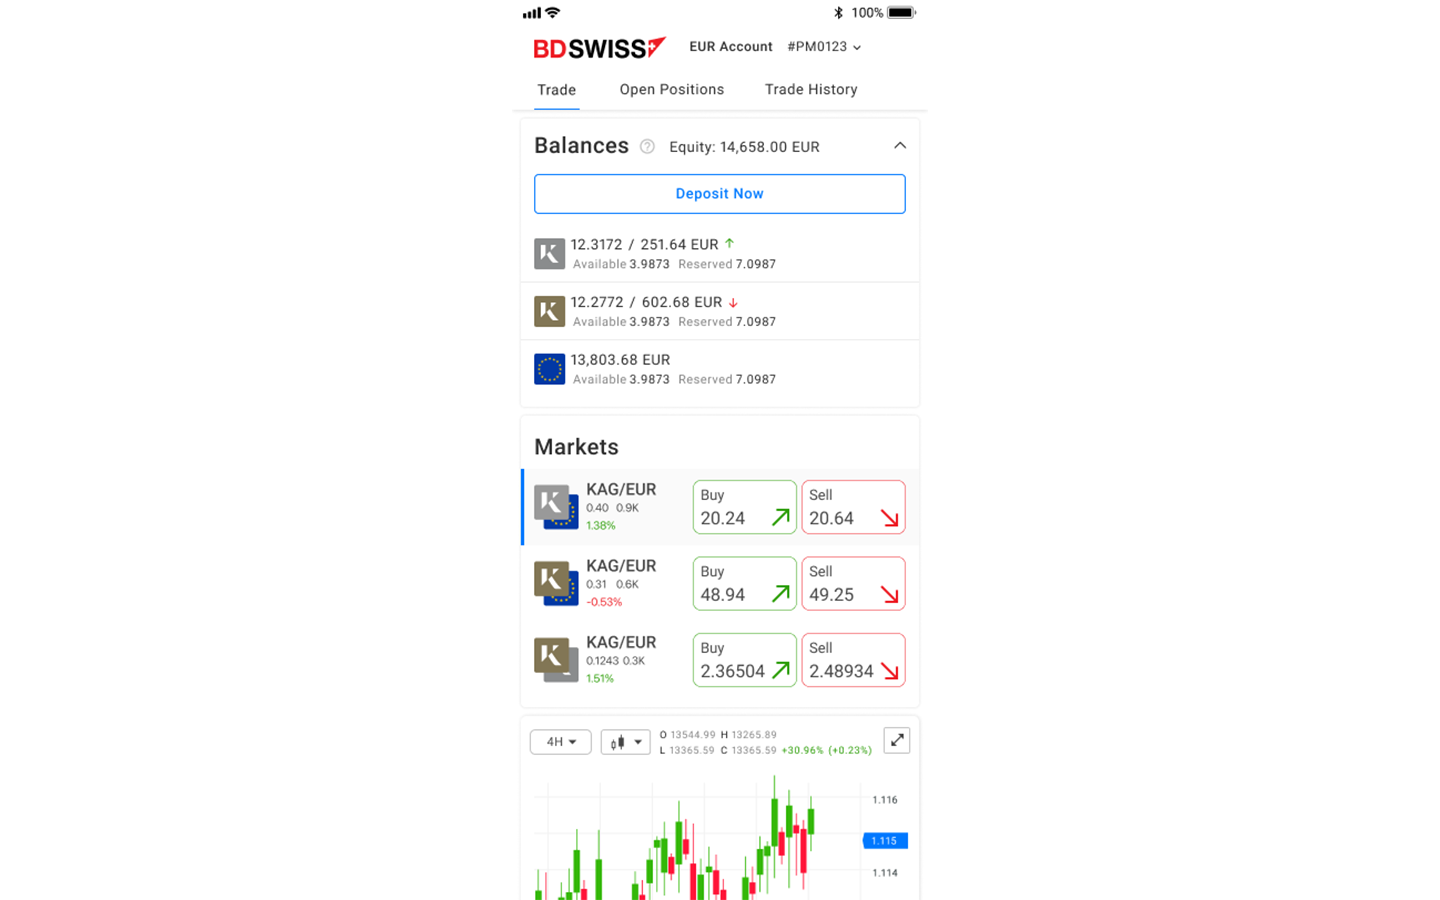 100%
BDSWISS EUR Account #PM0123
Trade Open Positions Trade History
Balances ? Equity: 14,658.00 EUR
Deposit Now
12.3172 / 251.64 EUR ↑
Available 3.9873 Reserved 7.0987
12.2772 / 602.68 EUR ↓
Available 3.9873 Reserved 7.0987
13,803.68 EUR
Available 3.9873 Reserved 7.0987
Markets
KAG/EUR
0.40 0.9K
1.38%
Buy
20.24
Sell
20.64
KAG/EUR
0.31 0.6K
-0.53%
Buy
48.94
Sell
49.25
KAG/EUR
0.1243 0.3K
1.51%
Buy
2.36504
Sell
2.48934
4H
O 13544.99 H 13265.89
L 13365.59 C 13365.59 +30.96% (+0.23%)
1.116
1.115
1.114